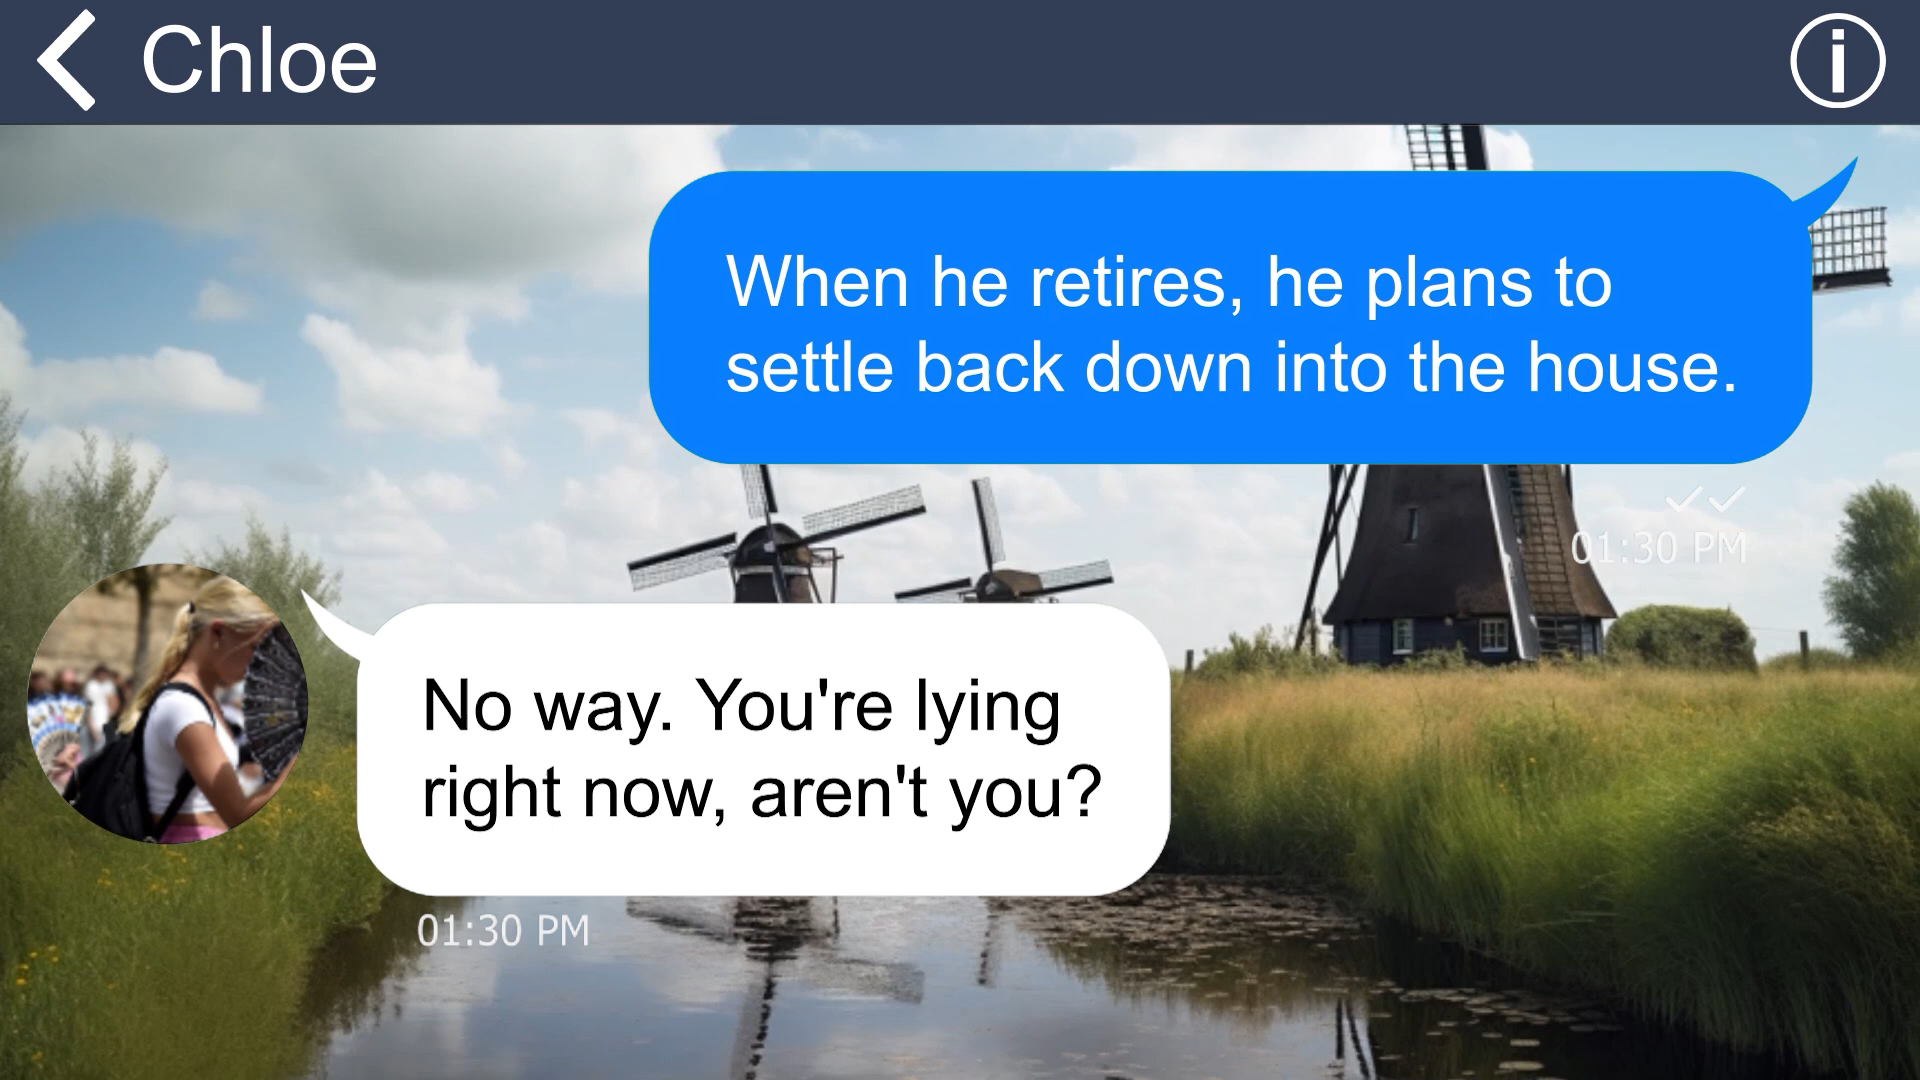 Chloe
When he retires, he plans to
settle back down into the house.
01:30 PM
No way. You're lying
right now, aren't you?
01:30 PM